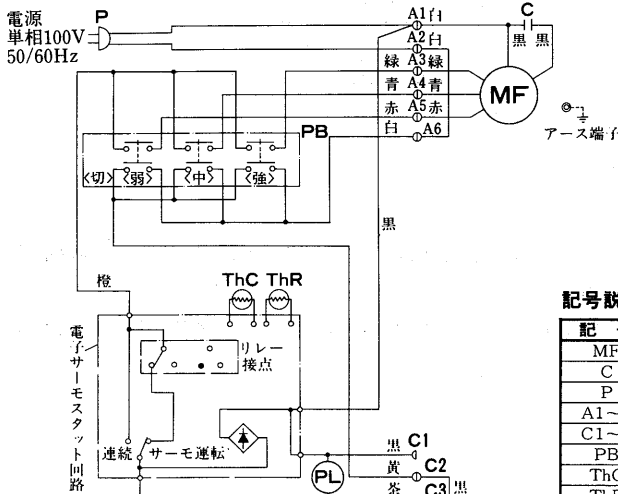 電源
単相100V
50/60Hz
P
A1白
A2白
緑 A3緑
青 A4青
赤 A5赤
白 A6
C
黒 黒
MF
アース端子
PB
〈切〉〈弱〉〈中〉〈強〉
黒
橙
ThC ThR
リレー
接点
電子サーモスタット回路
連続 サーモ運転
PL
黒 C1
黄 C2
茶 C3 黒
記号説
記
MF
C
P
A1~
C1~
PB
ThC